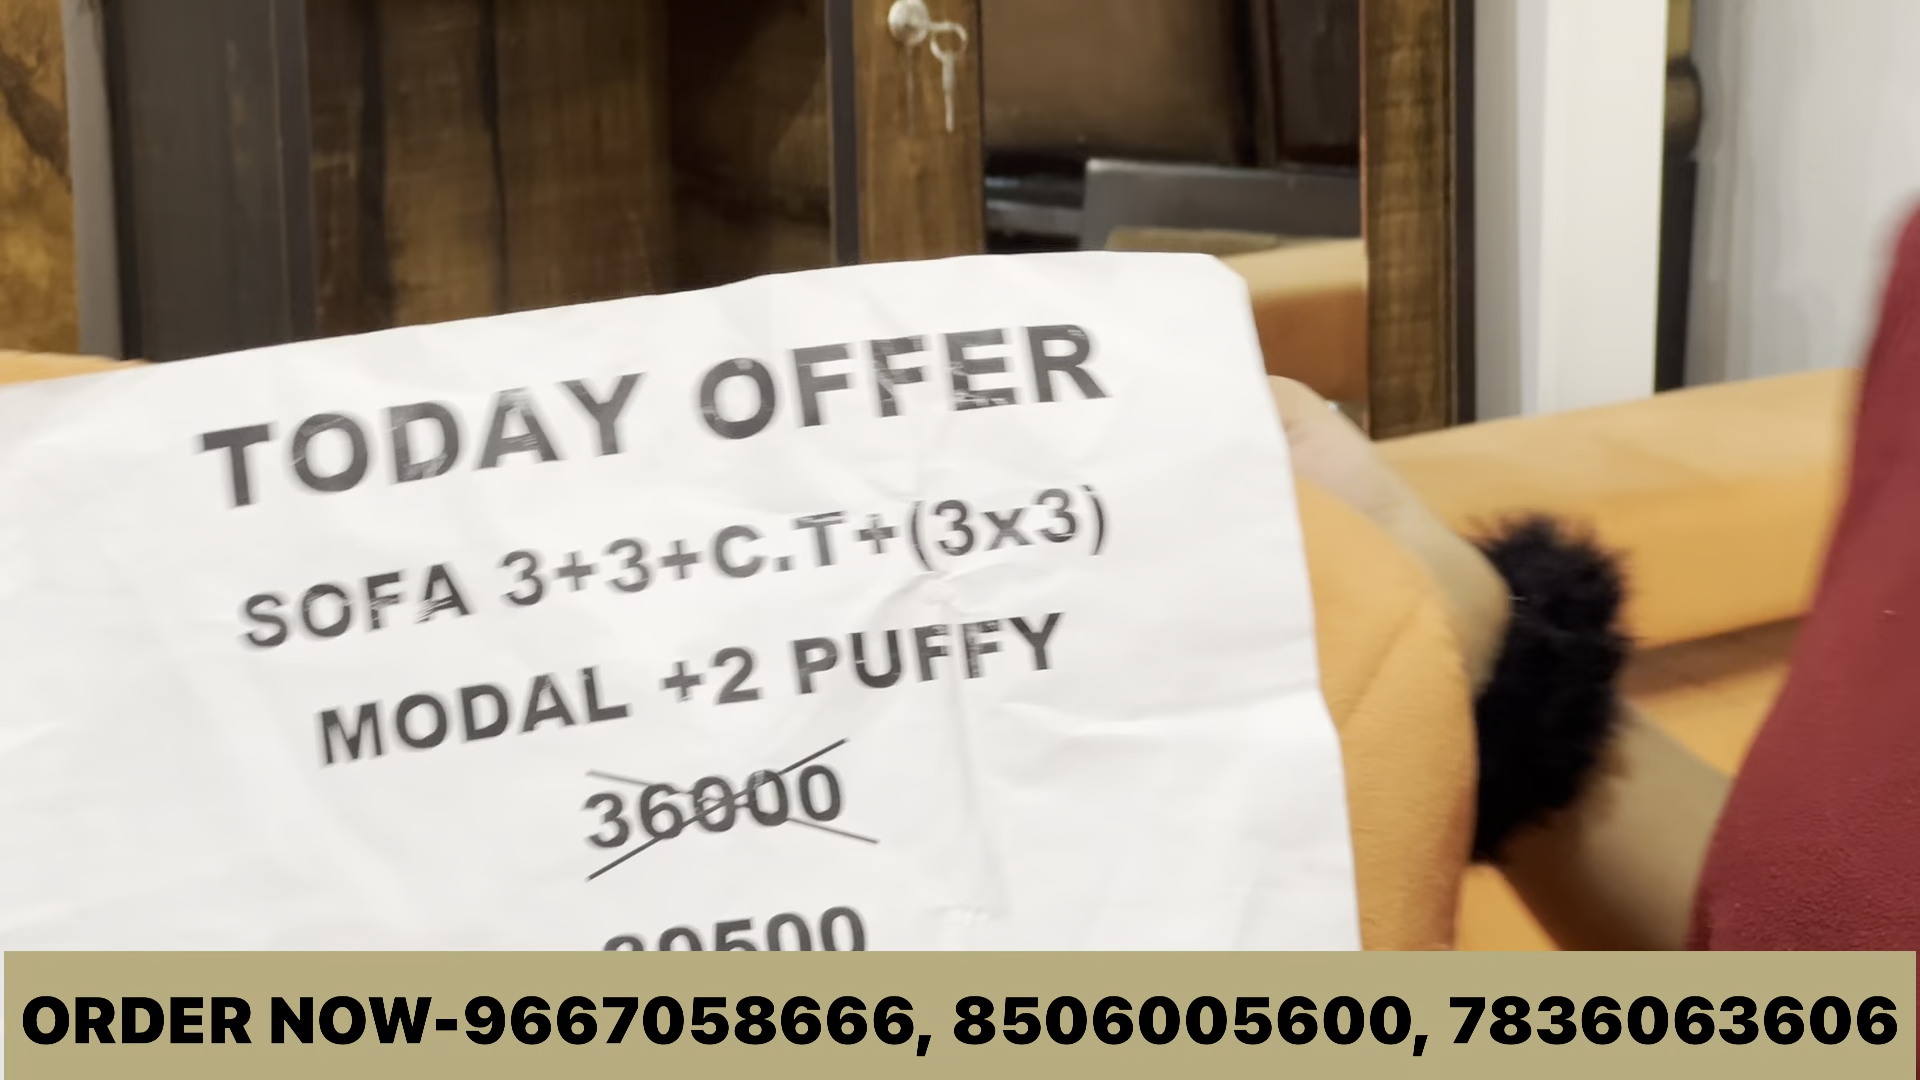 TODAY OFFER
SOFA 3+3+C.T+(3x3)
MODAL +2 PUFFY
36000
ORDER NOW-9667058666, 8506005600, 7836063606